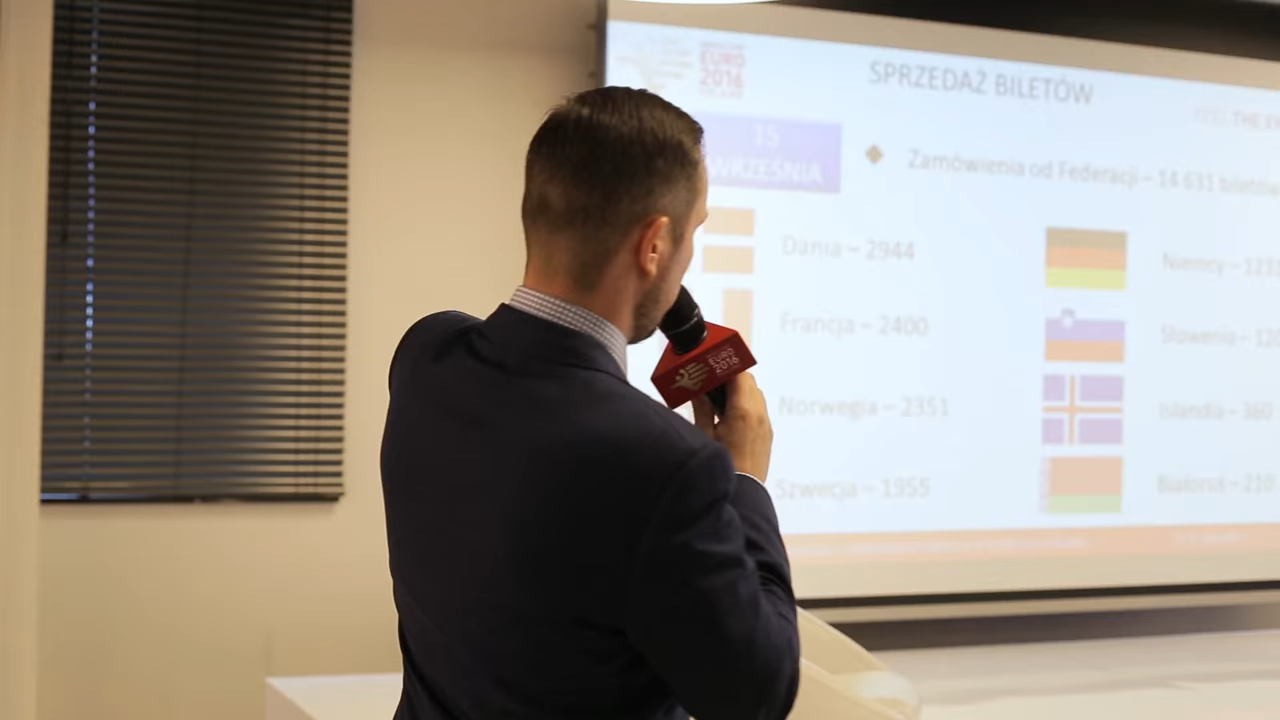 EURO
2016
SPRZEDAŻ BILETÓW
THE
15
WRZEŚNIA
Zamówienia od Federacji – 14 631
Dania – 2944
Niemcy –
Francja – 2400
Słowenia –
Norwegia – 2351
Islandia – 360
Szwecja – 1955
Białoruś – 210
EURO
2016